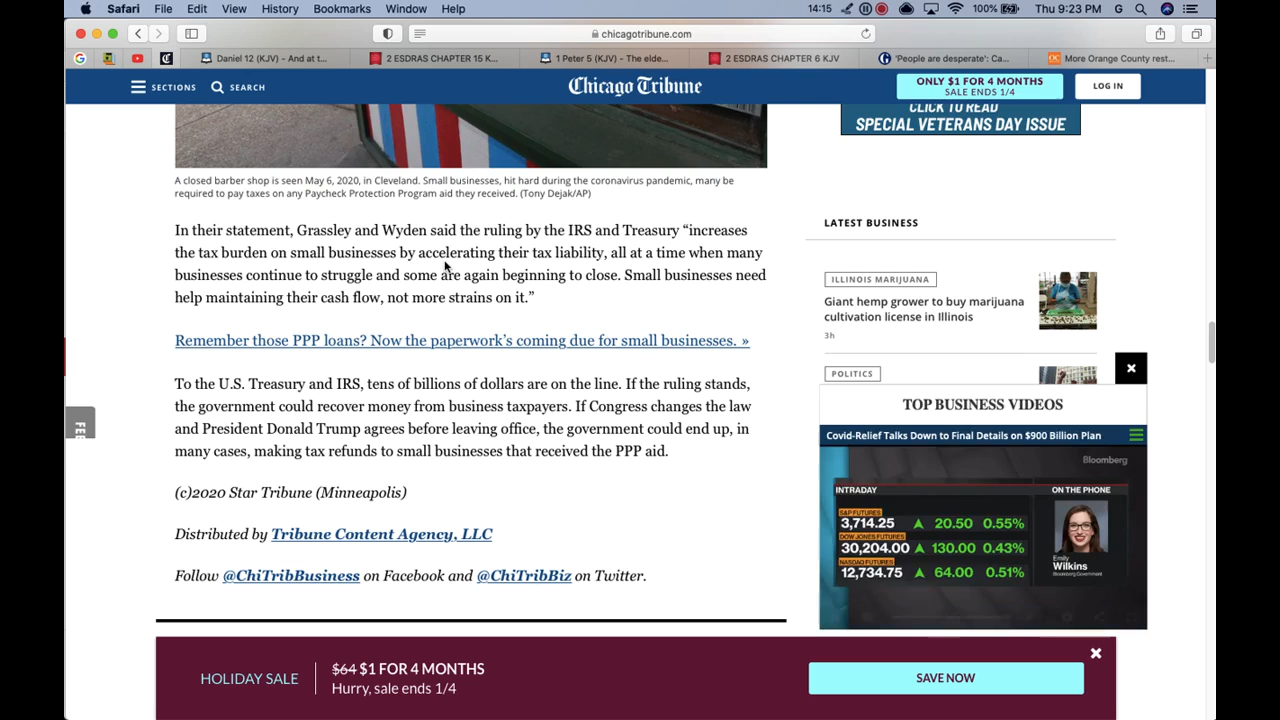 Safari File Edit View History Bookmarks Window Help 14:15 100% Thu 9:23 PM G
chicagotribune.com
Daniel 12 (KJV) - And at t... 2 ESDRAS CHAPTER 15 K... 1 Peter 5 (KJV) - The elde... 2 ESDRAS CHAPTER 6 KJV 'People are desperate': Ca... More Orange County rest...
SECTIONS SEARCH Chicago Tribune ONLY $1 FOR 4 MONTHS
SALE ENDS 1/4
LOG IN
CLICK TO READ
SPECIAL VETERANS DAY ISSUE
A closed barber shop is seen May 6, 2020, in Cleveland. Small businesses, hit hard during the coronavirus pandemic, many be
required to pay taxes on any Paycheck Protection Program aid they received. (Tony Dejak/AP)
In their statement, Grassley and Wyden said the ruling by the IRS and Treasury “increases
the tax burden on small businesses by accelerating their tax liability, all at a time when many
businesses continue to struggle and some are again beginning to close. Small businesses need
help maintaining their cash flow, not more strains on it.”
Remember those PPP loans? Now the paperwork’s coming due for small businesses. »
To the U.S. Treasury and IRS, tens of billions of dollars are on the line. If the ruling stands,
the government could recover money from business taxpayers. If Congress changes the law
and President Donald Trump agrees before leaving office, the government could end up, in
many cases, making tax refunds to small businesses that received the PPP aid.
(c)2020 Star Tribune (Minneapolis)
Distributed by Tribune Content Agency, LLC
Follow @ChiTribBusiness on Facebook and @ChiTribBiz on Twitter.
LATEST BUSINESS
ILLINOIS MARIJUANA
Giant hemp grower to buy marijuana
cultivation license in Illinois
3h
POLITICS
TOP BUSINESS VIDEOS
Covid-Relief Talks Down to Final Details on $900 Billion Plan
Bloomberg
INTRADAY ON THE PHONE
S&P FUTURES
3,714.25 20.50 0.55%
DOW JONES FUTURES
30,204.00 130.00 0.43%
NASDAQ FUTURES
12,734.75 64.00 0.51%
Emily
Wilkins
Bloomberg Government
HOLIDAY SALE
$64 $1 FOR 4 MONTHS
Hurry, sale ends 1/4
SAVE NOW